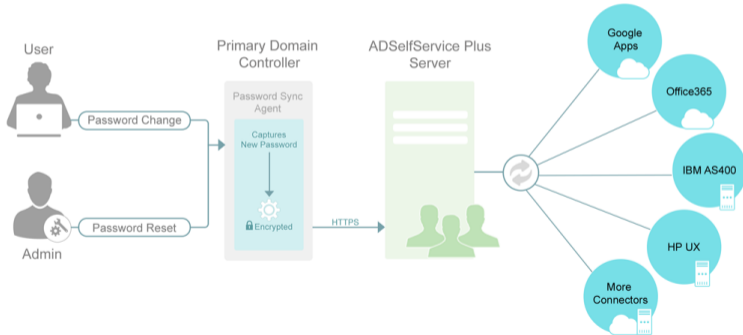 User
Password Change
Password Reset
Admin
Primary Domain
Controller
Password Sync
Agent
Captures
New Password
Encrypted
HTTPS
ADSelfService Plus
Server
Google
Apps
Office365
IBM AS400
HP UX
More
Connectors